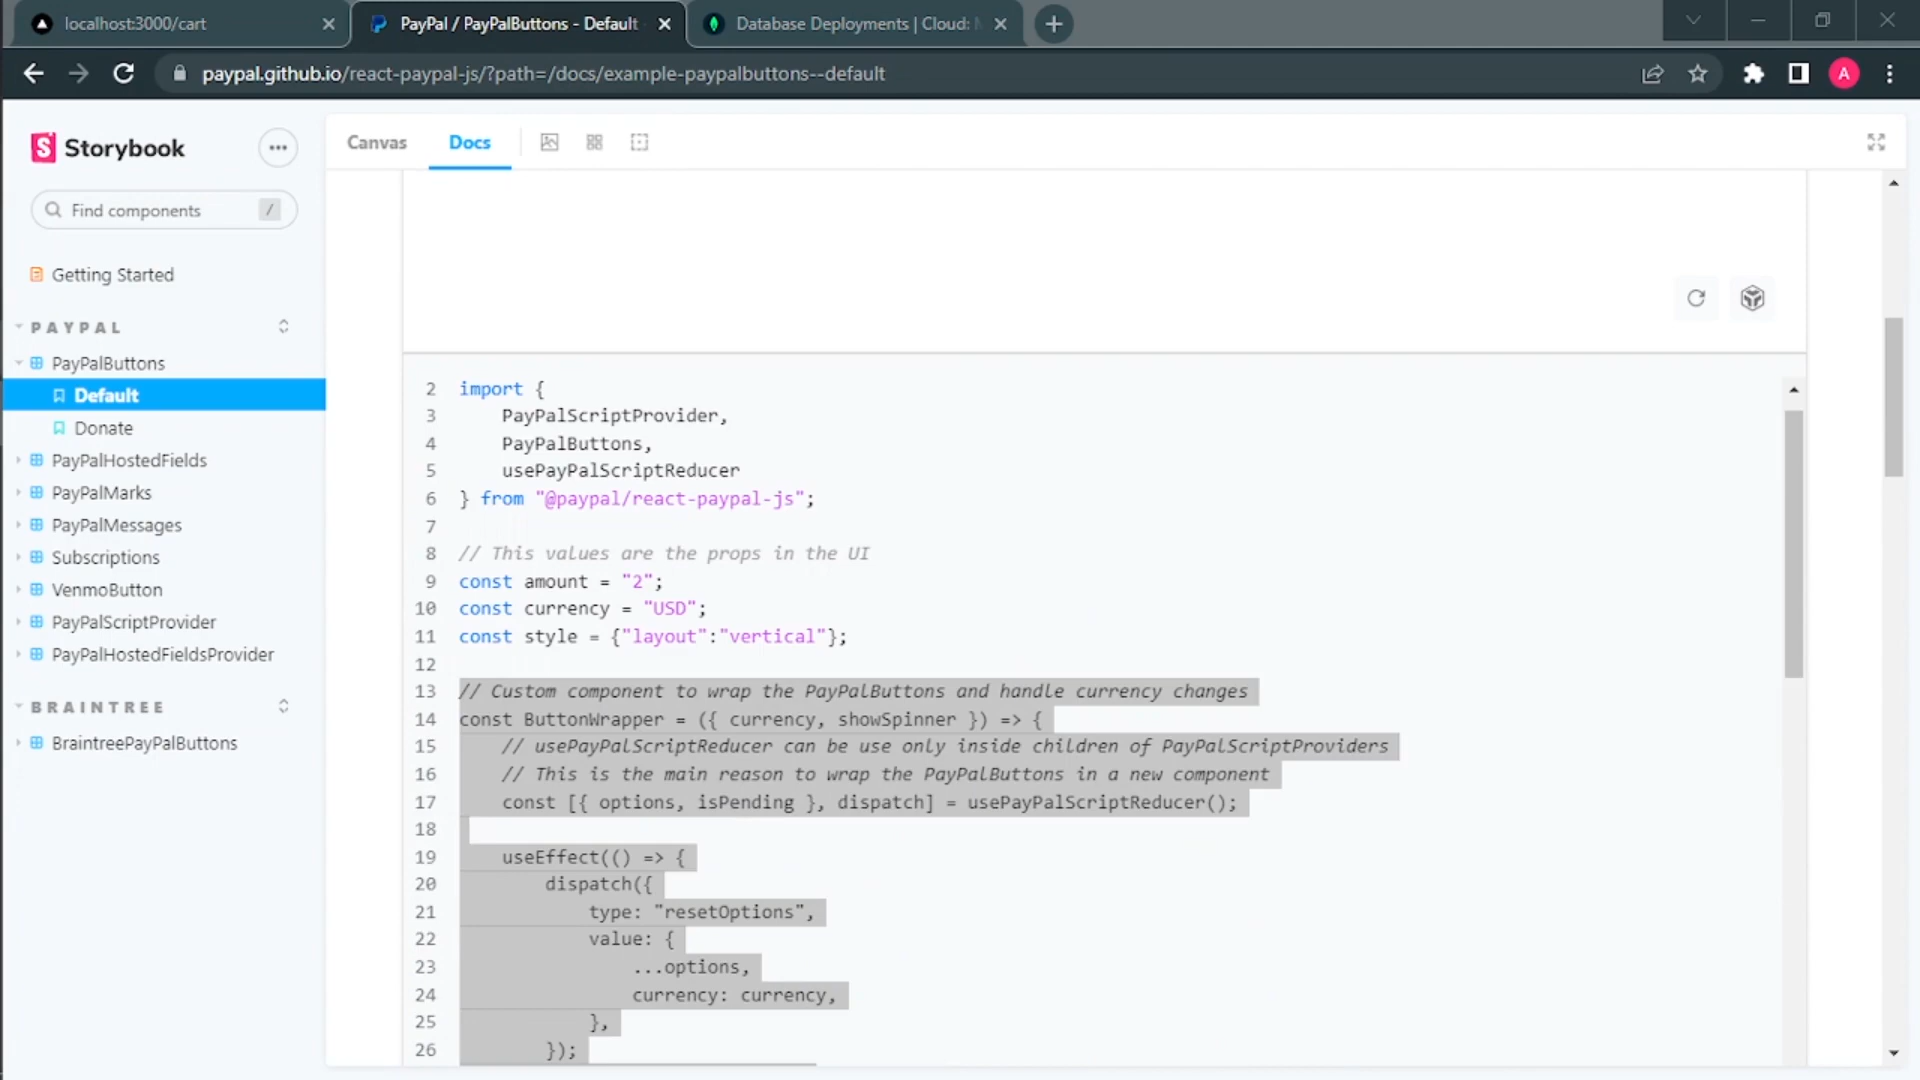 localhost:3000/cart
PayPal / PayPalButtons - Default
Database Deployments | Cloud:
paypal.github.io/react-paypal-js/?path=/docs/example-paypalbuttons--default
A
Storybook
Canvas
Docs
Find components
/
Getting Started
PAYPAL
PayPalButtons
Default
Donate
PayPalHostedFields
PayPalMarks
PayPalMessages
Subscriptions
VenmoButton
PayPalScriptProvider
PayPalHostedFieldsProvider
BRAINTREE
BraintreePayPalButtons
2 import {
3 PayPalScriptProvider,
4 PayPalButtons,
5 usePayPalScriptReducer
6 } from "@paypal/react-paypal-js";
7
8 // This values are the props in the UI
9 const amount = "2";
10 const currency = "USD";
11 const style = {"layout":"vertical"};
12
13 // Custom component to wrap the PayPalButtons and handle currency changes
14 const ButtonWrapper = ({ currency, showSpinner }) => {
15 // usePayPalScriptReducer can be use only inside children of PayPalScriptProviders
16 // This is the main reason to wrap the PayPalButtons in a new component
17 const [{ options, isPending }, dispatch] = usePayPalScriptReducer();
18
19 useEffect(() => {
20 dispatch({
21 type: "resetOptions",
22 value: {
23 ...options,
24 currency: currency,
25 },
26 });